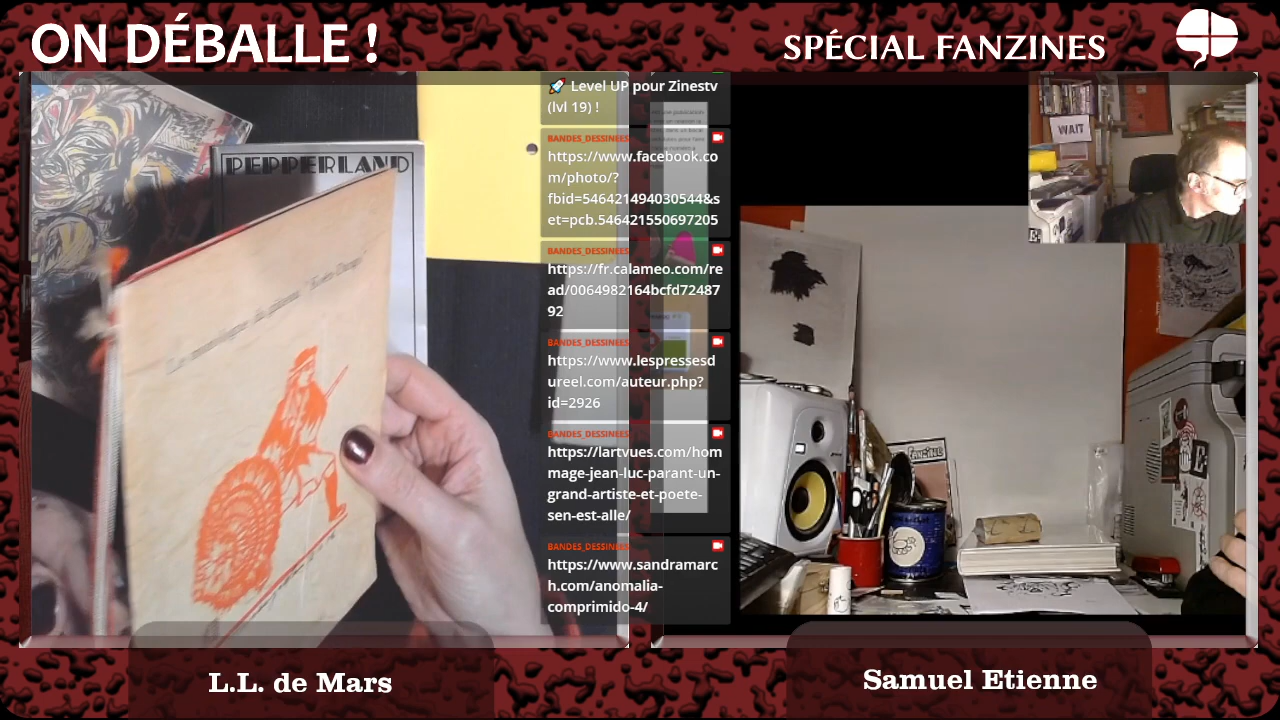 ON DÉBALLE !
SPÉCIAL FANZINES
🚀 Level UP pour Zinestv
(lvl 19) !
BANDES_DESSINEES
https://www.facebook.co
m/photo/?
fbid=546421494030544&s
et=pcb.546421550697205
BANDES_DESSINEES
https://fr.calameo.com/re
ad/0064982164bcfd72487
92
BANDES_DESSINEES
https://www.lespressesd
ureel.com/auteur.php?
id=2926
BANDES_DESSINEES
https://lartvues.com/hom
mage-jean-luc-parant-un-
grand-artiste-et-poete-
sen-est-alle/
BANDES_DESSINEES
https://www.sandramarc
h.com/anomalia-
comprimido-4/
PEPPERLAND
WAIT
L.L. de Mars
Samuel Etienne